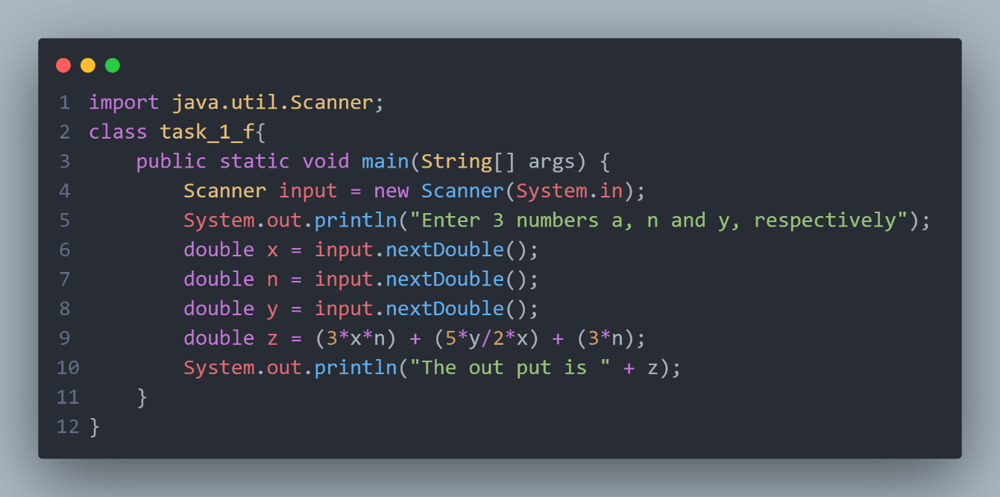 1 import java.util.Scanner;
2 class task_1_f{
3     public static void main(String[] args) {
4         Scanner input = new Scanner(System.in);
5         System.out.println("Enter 3 numbers a, n and y, respectively");
6         double x = input.nextDouble();
7         double n = input.nextDouble();
8         double y = input.nextDouble();
9         double z = (3*x*n) + (5*y/2*x) + (3*n);
10         System.out.println("The out put is " + z);
11     }
12 }